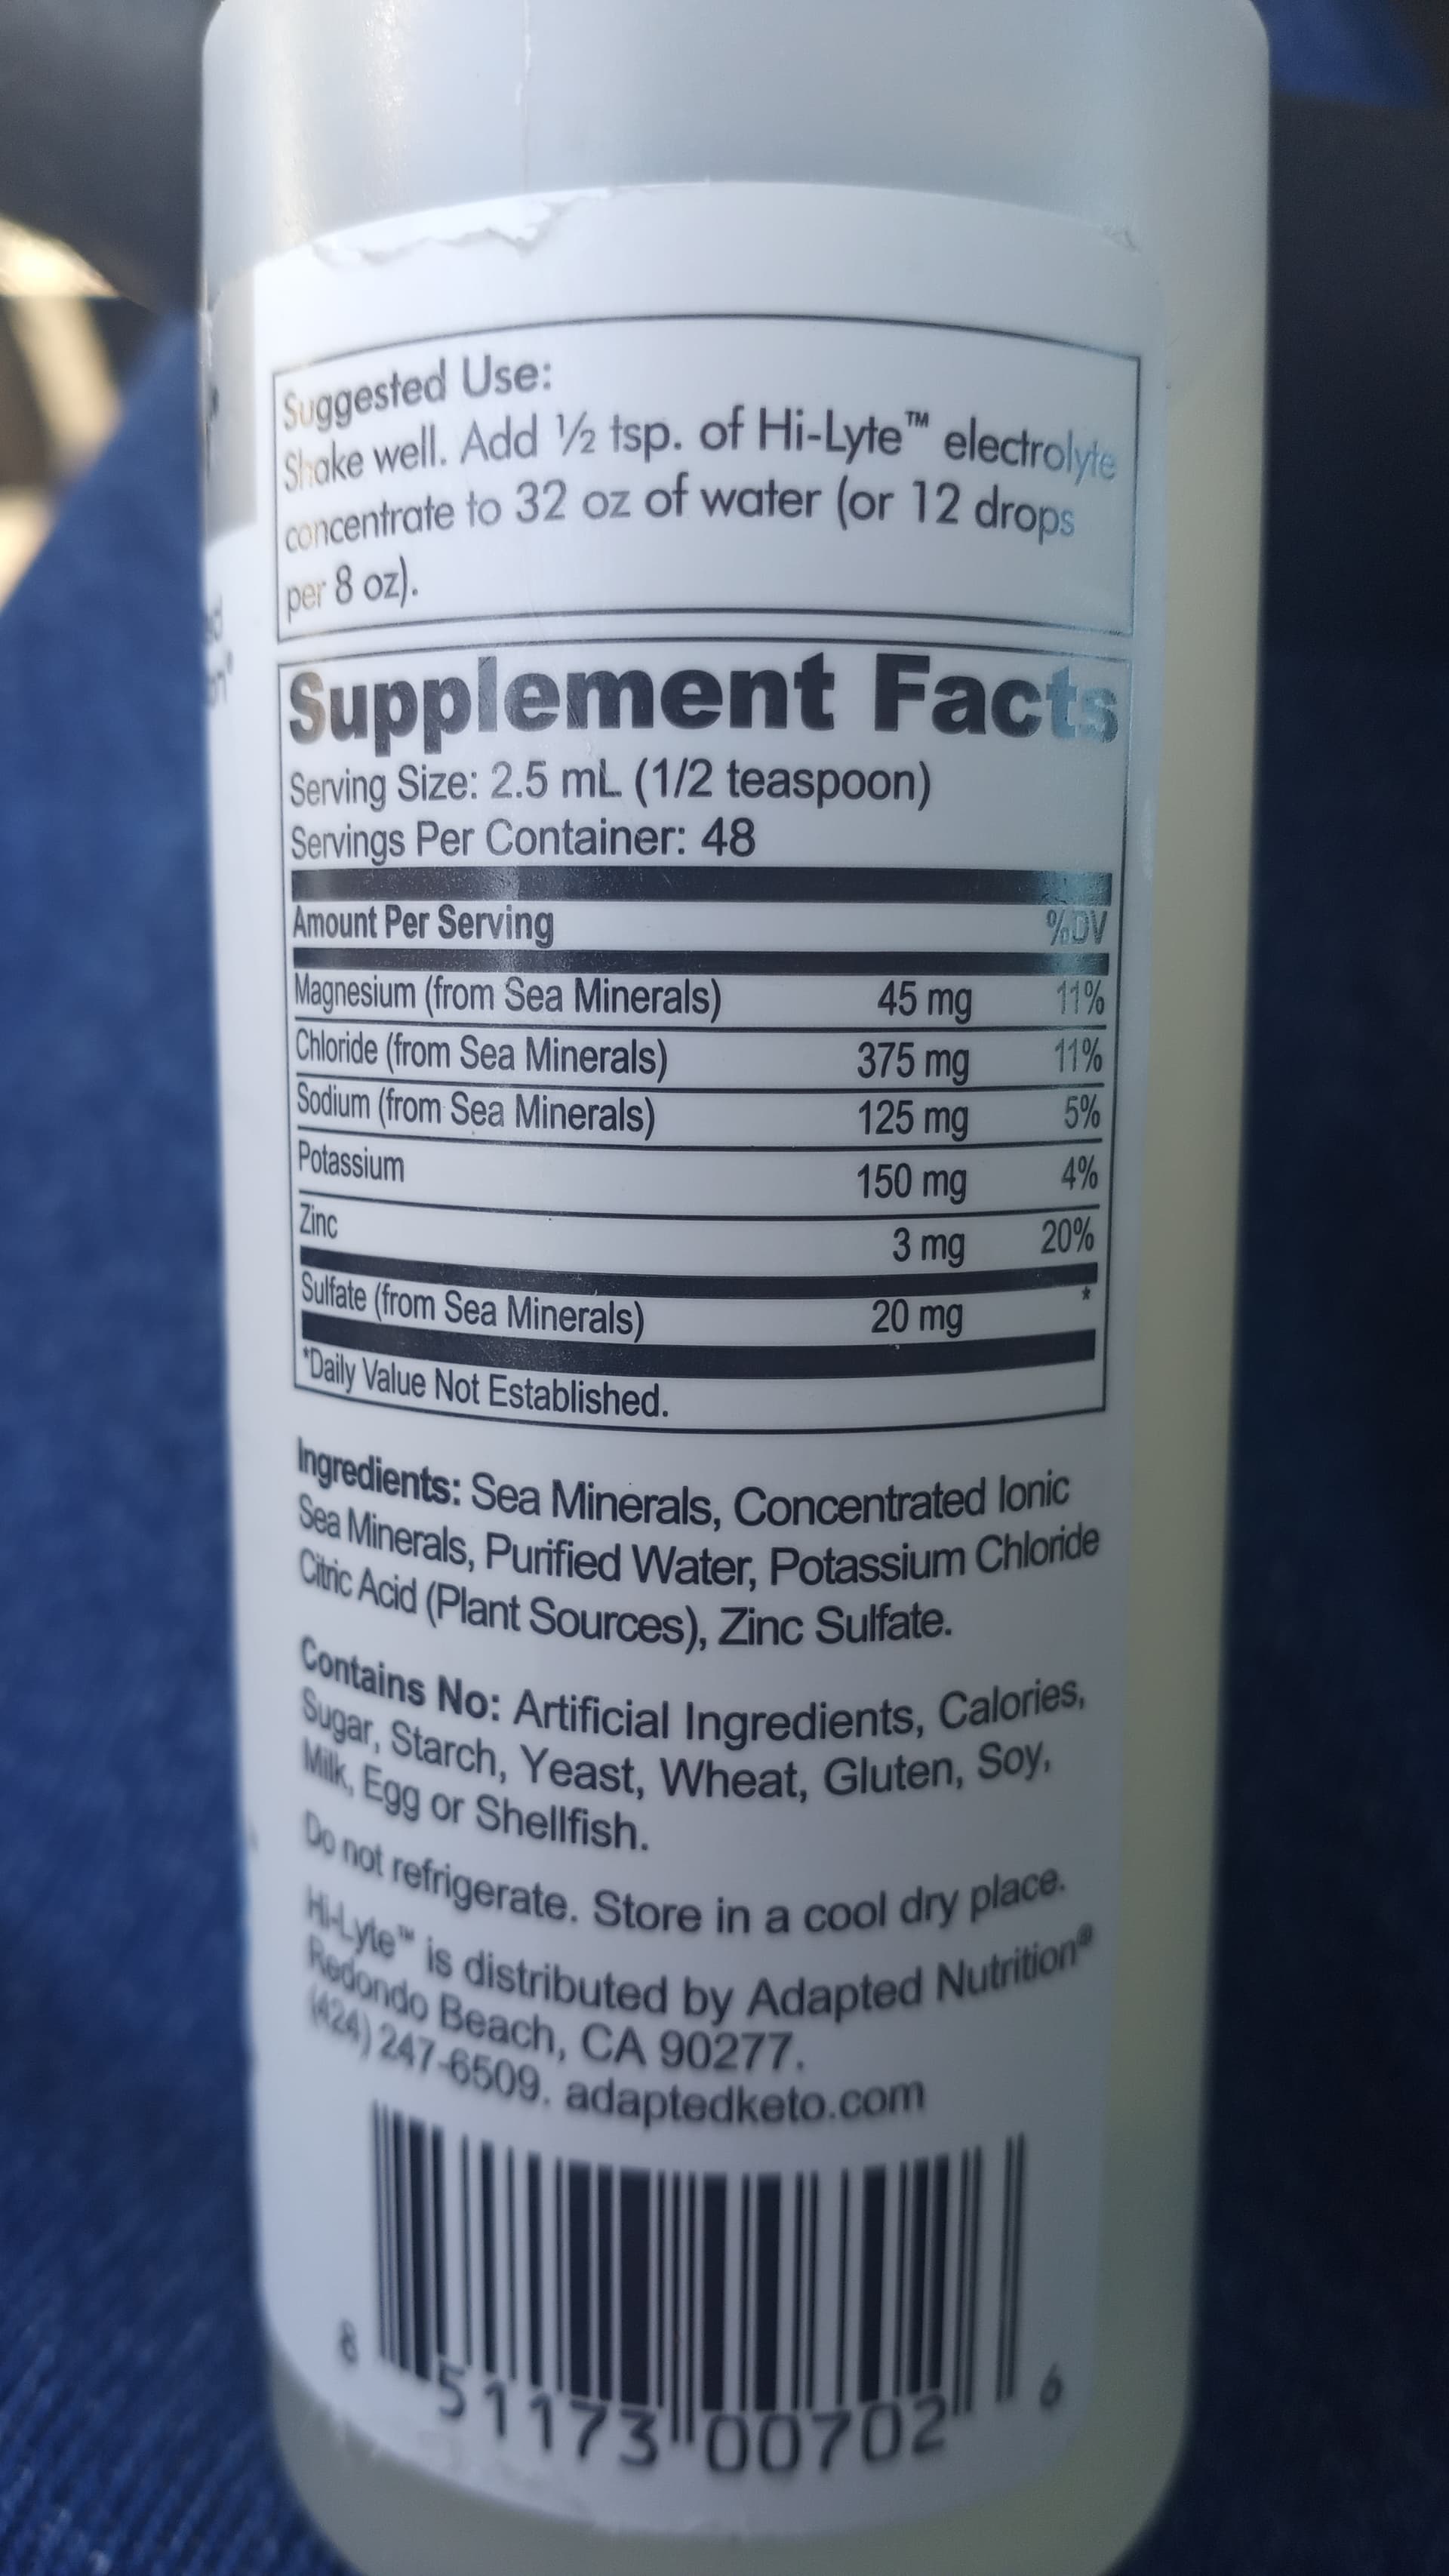 Suggested Use:
Shake well. Add ½ tsp. of Hi-Lyte™ electrolyte
concentrate to 32 oz of water (or 12 drops
per 8 oz).
Supplement Facts
Serving Size: 2.5 mL (1/2 teaspoon)
Servings Per Container: 48
Amount Per Serving %DV
Magnesium (from Sea Minerals) 45 mg 11%
Chloride (from Sea Minerals) 375 mg 11%
Sodium (from Sea Minerals) 125 mg 5%
Potassium 150 mg 4%
Zinc 3 mg 20%
Sulfate (from Sea Minerals) 20 mg *
*Daily Value Not Established.
Ingredients: Sea Minerals, Concentrated Ionic
Sea Minerals, Purified Water, Potassium Chloride
Citric Acid (Plant Sources), Zinc Sulfate.
Contains No: Artificial Ingredients, Calories,
Sugar, Starch, Yeast, Wheat, Gluten, Soy,
Milk, Egg or Shellfish.
Do not refrigerate. Store in a cool dry place.
Hi-Lyte™ is distributed by Adapted Nutrition®
Redondo Beach, CA 90277.
(424) 247-6509. adaptedketo.com
8 51173 00702 6